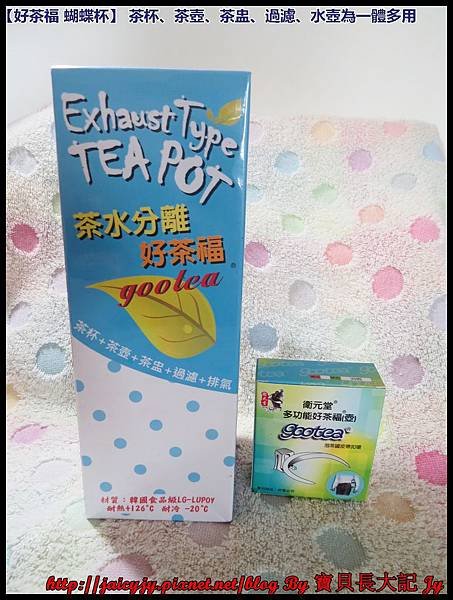 【好茶福 蝴蝶杯】 茶杯、茶壺、茶盅、過濾、水壺為一體多用
Exhaust Type
TEA POT
茶水分離
好茶福®
gootea
茶杯+茶壺+茶盅+過濾+排氣
材質：韓國食品級LG-LUPOY
耐熱+126°C 耐冷 -20°C
衛元堂®
多功能好茶福(壺)
gootea
http://jaicyjy.pixnet.net/blog By 寶貝長大記 Jy